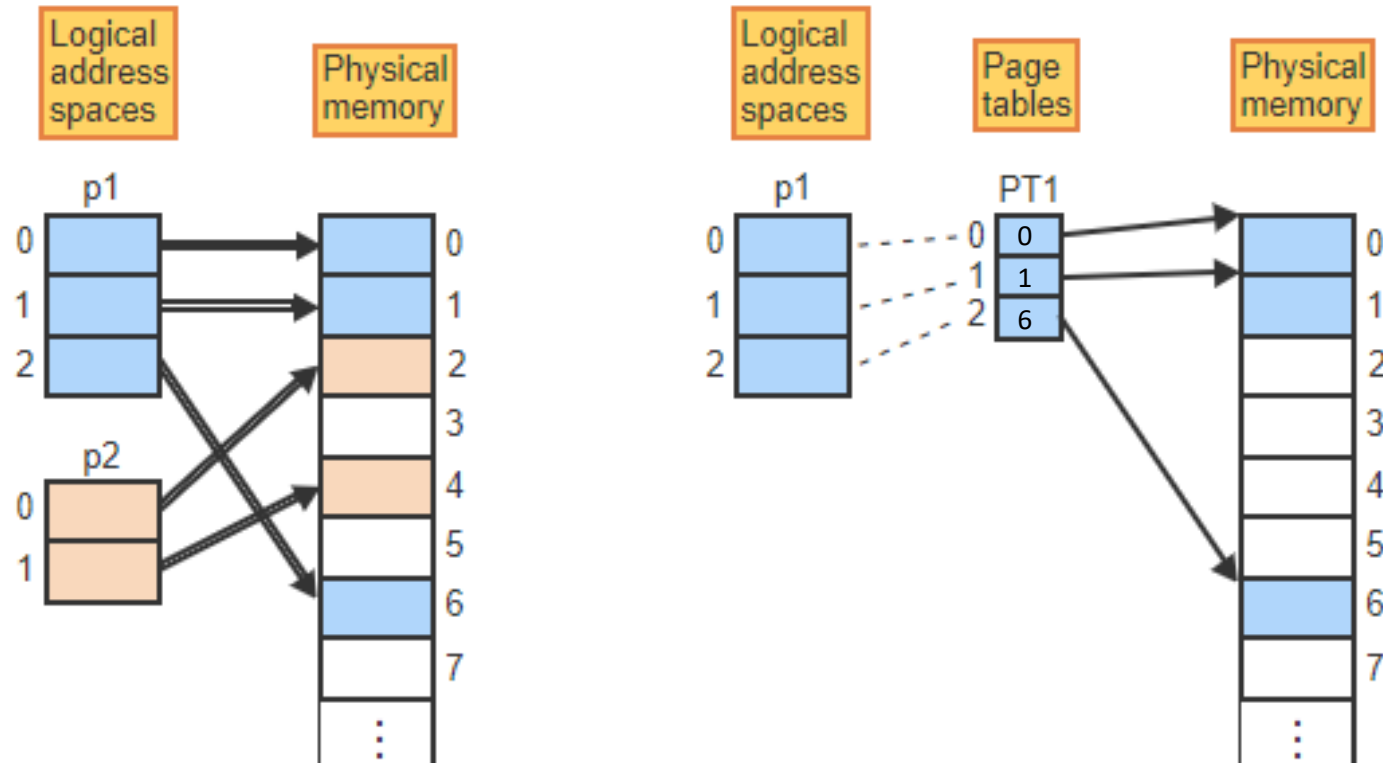 Logical
address
spaces
Physical
memory
p1
0
1
2
p2
0
1
0
1
2
3
4
5
6
7
⋮
Logical
address
spaces
Page
tables
Physical
memory
p1
0
1
2
PT1
0 0
1 1
2 6
0
1
2
3
4
5
6
7
⋮